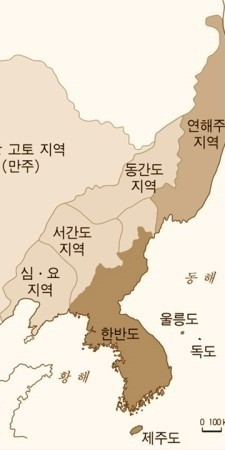 연해주
지역
고토 지역
(만주)
동간도
지역
서간도
지역
심·요
지역
동 해
울릉도
독도
한반도
황 해
0 100
제주도